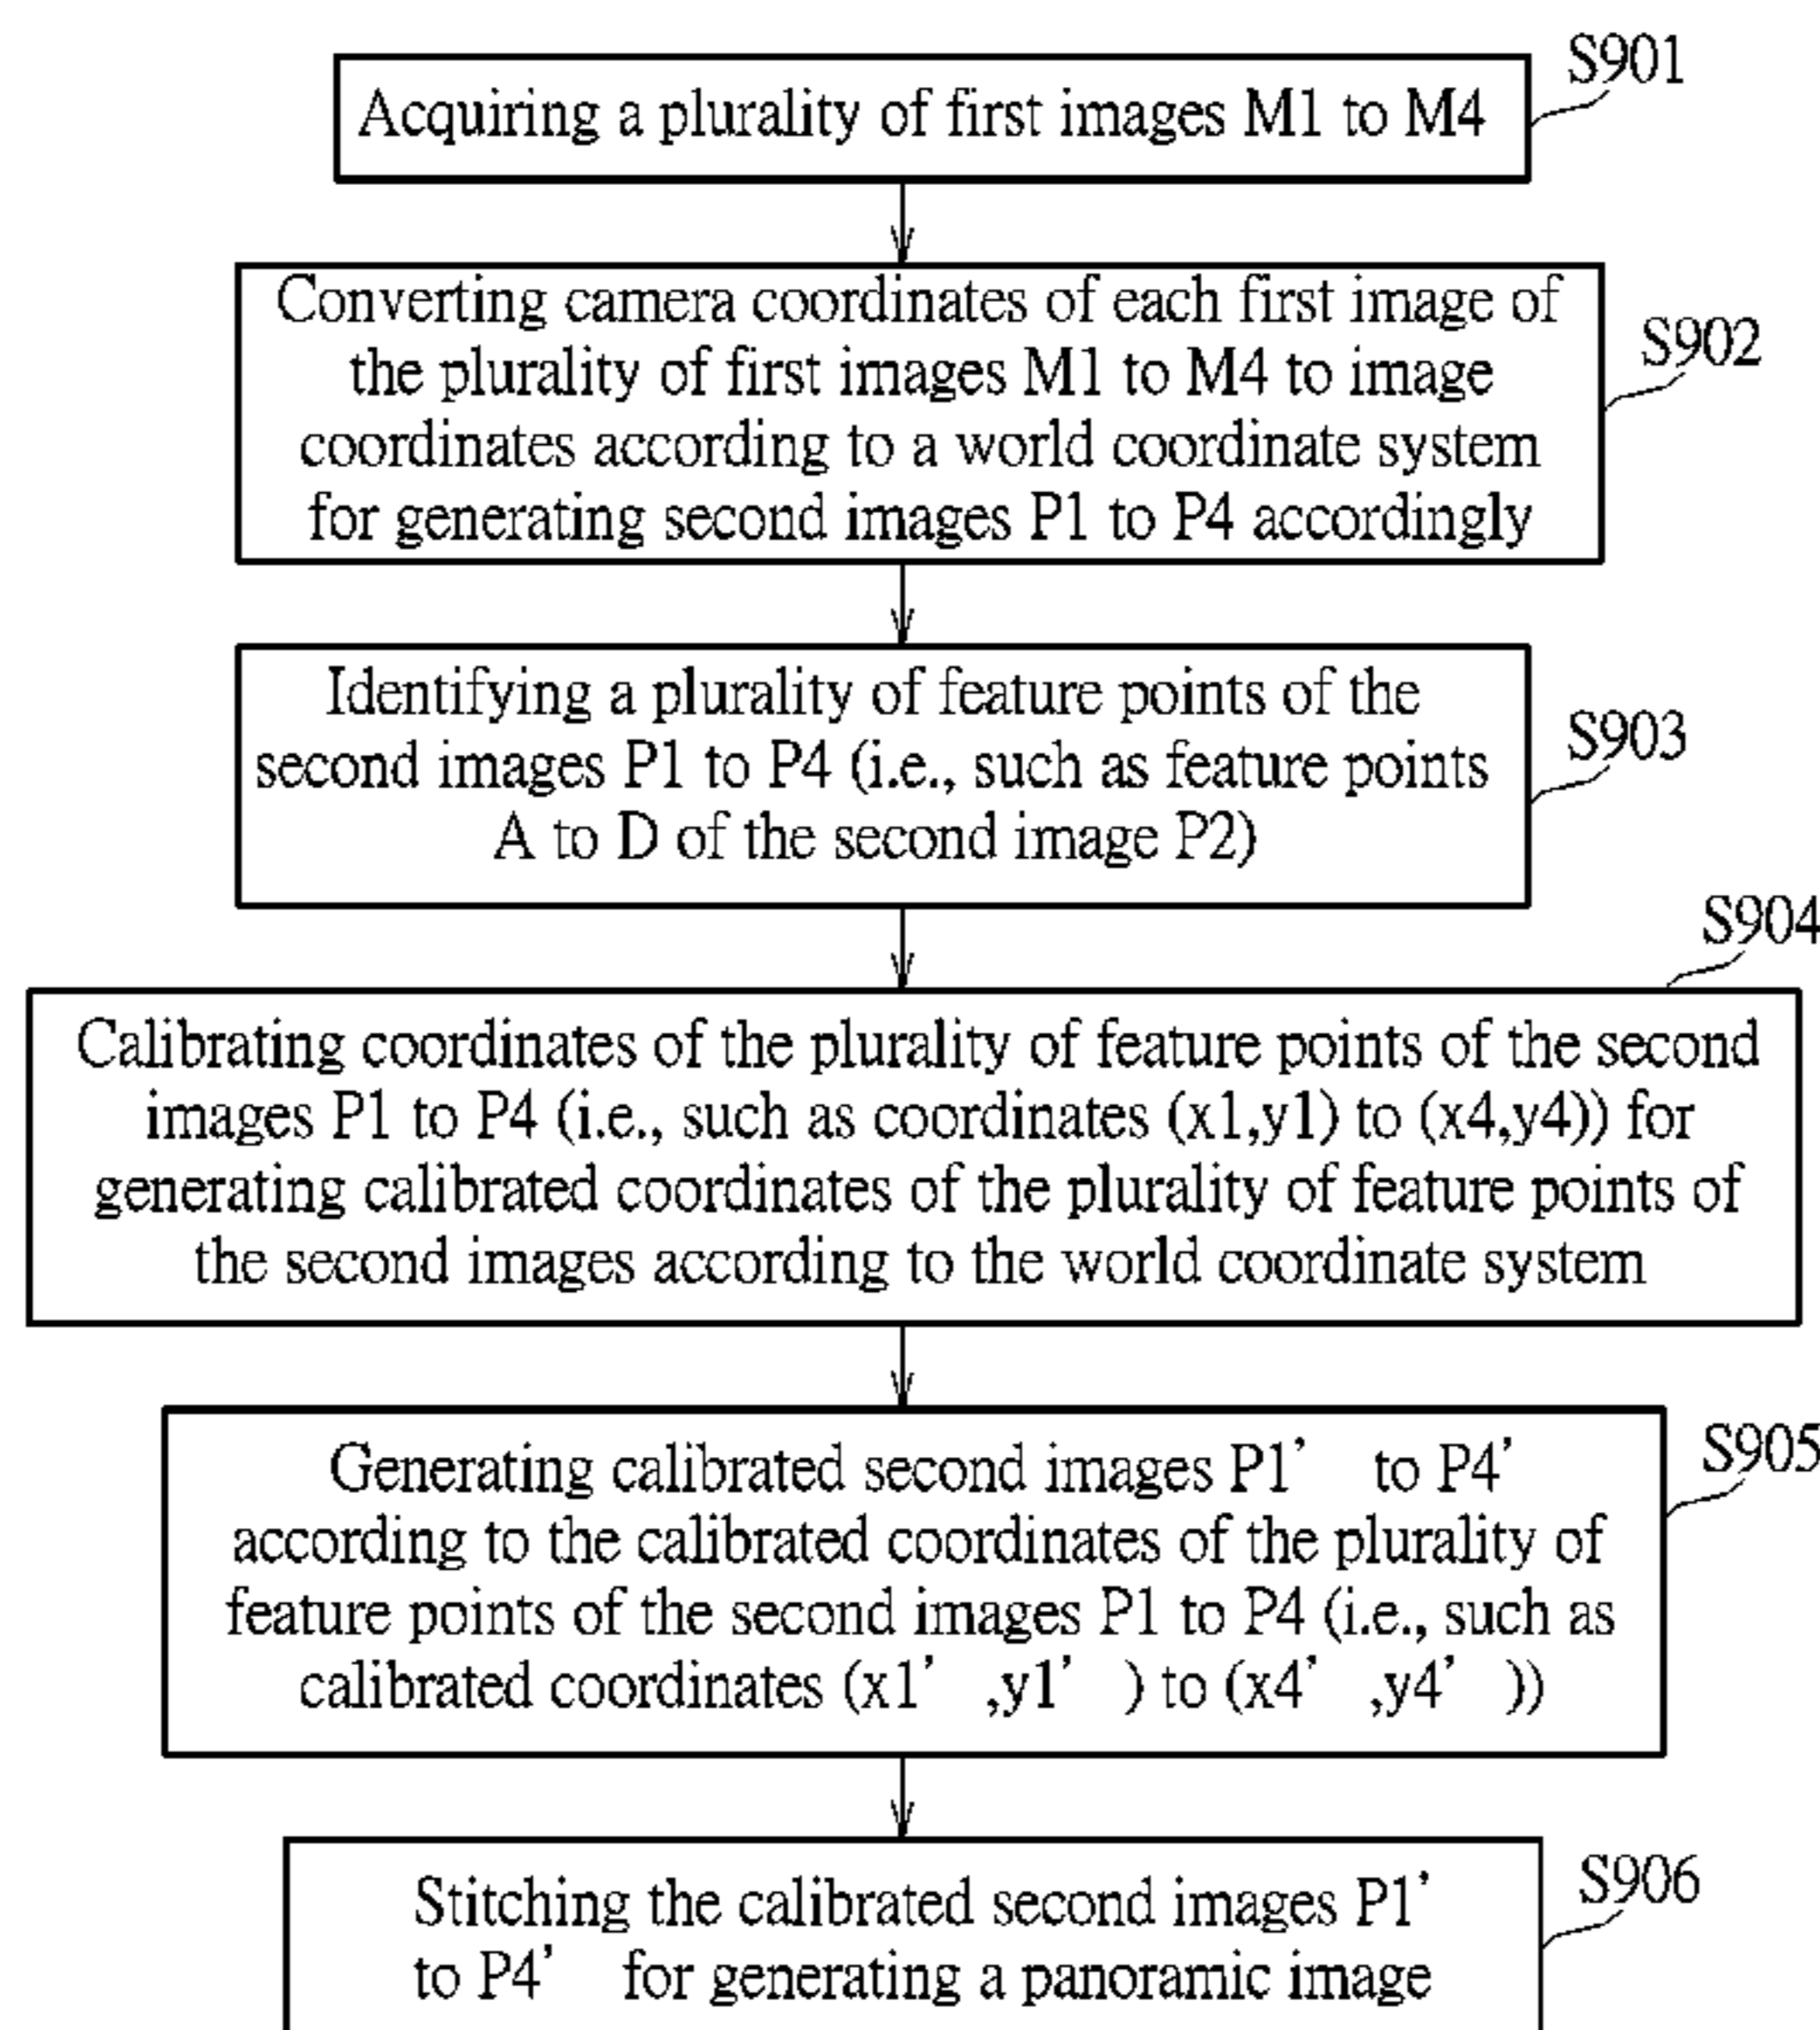 S901
Acquiring a plurality of first images M1 to M4
Converting camera coordinates of each first image of
the plurality of first images M1 to M4 to image
coordinates according to a world coordinate system
for generating second images P1 to P4 accordingly
S902
Identifying a plurality of feature points of the
second images P1 to P4 (i.e., such as feature points
A to D of the second image P2)
S903
S904
Calibrating coordinates of the plurality of feature points of the second
images P1 to P4 (i.e., such as coordinates (x1,y1) to (x4,y4)) for
generating calibrated coordinates of the plurality of feature points of
the second images according to the world coordinate system
Generating calibrated second images P1’ to P4’
according to the calibrated coordinates of the plurality of
feature points of the second images P1 to P4 (i.e., such as
calibrated coordinates (x1’ ,y1’ ) to (x4’ ,y4’ ))
S905
Stitching the calibrated second images P1’
to P4’ for generating a panoramic image
S906